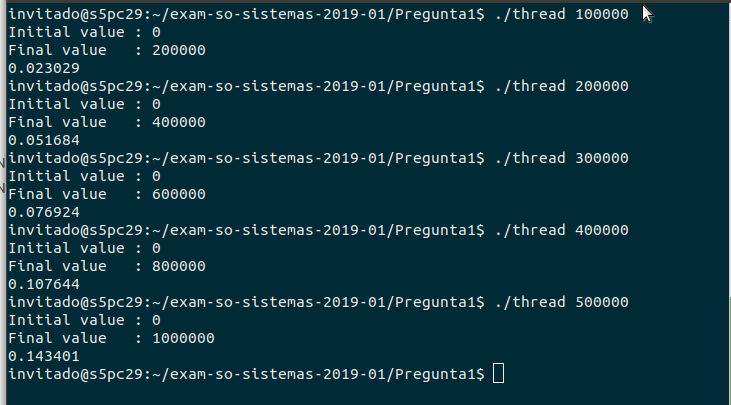 invitado@s5pc29:~/exam-so-sistemas-2019-01/Pregunta1$ ./thread 100000
Initial value : 0
Final value   : 200000
0.023029
invitado@s5pc29:~/exam-so-sistemas-2019-01/Pregunta1$ ./thread 200000
Initial value : 0
Final value   : 400000
0.051684
invitado@s5pc29:~/exam-so-sistemas-2019-01/Pregunta1$ ./thread 300000
Initial value : 0
Final value   : 600000
0.076924
invitado@s5pc29:~/exam-so-sistemas-2019-01/Pregunta1$ ./thread 400000
Initial value : 0
Final value   : 800000
0.107644
invitado@s5pc29:~/exam-so-sistemas-2019-01/Pregunta1$ ./thread 500000
Initial value : 0
Final value   : 1000000
0.143401
invitado@s5pc29:~/exam-so-sistemas-2019-01/Pregunta1$